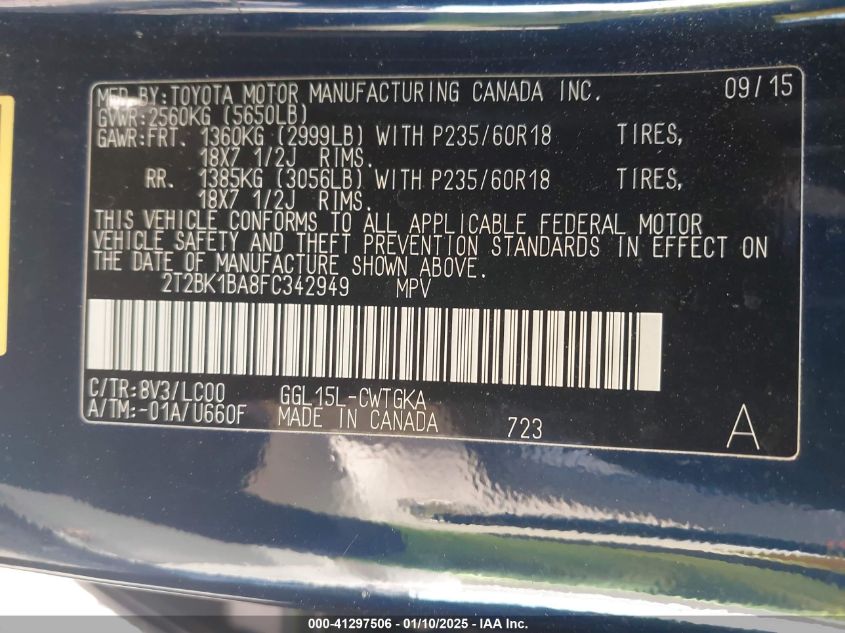 MFD BY: TOYOTA MOTOR MANUFACTURING CANADA INC. 09/15
GVWR: 2560KG (5650LB)
GAWR: FRT. 1360KG (2999LB) WITH P235/60R18 TIRES,
18X7 1/2J RIMS.
RR. 1385KG (3056LB) WITH P235/60R18 TIRES,
18X7 1/2J RIMS.
THIS VEHICLE CONFORMS TO ALL APPLICABLE FEDERAL MOTOR
VEHICLE SAFETY AND THEFT PREVENTION STANDARDS IN EFFECT ON
THE DATE OF MANUFACTURE SHOWN ABOVE.
2T2BK1BA8FC342949 MPV
C/TR: 8V3/LC00 GGL15L-CWTGKA
A/TM: -01A/U660F MADE IN CANADA 723 A
000-41297506 - 01/10/2025 - IAA Inc.